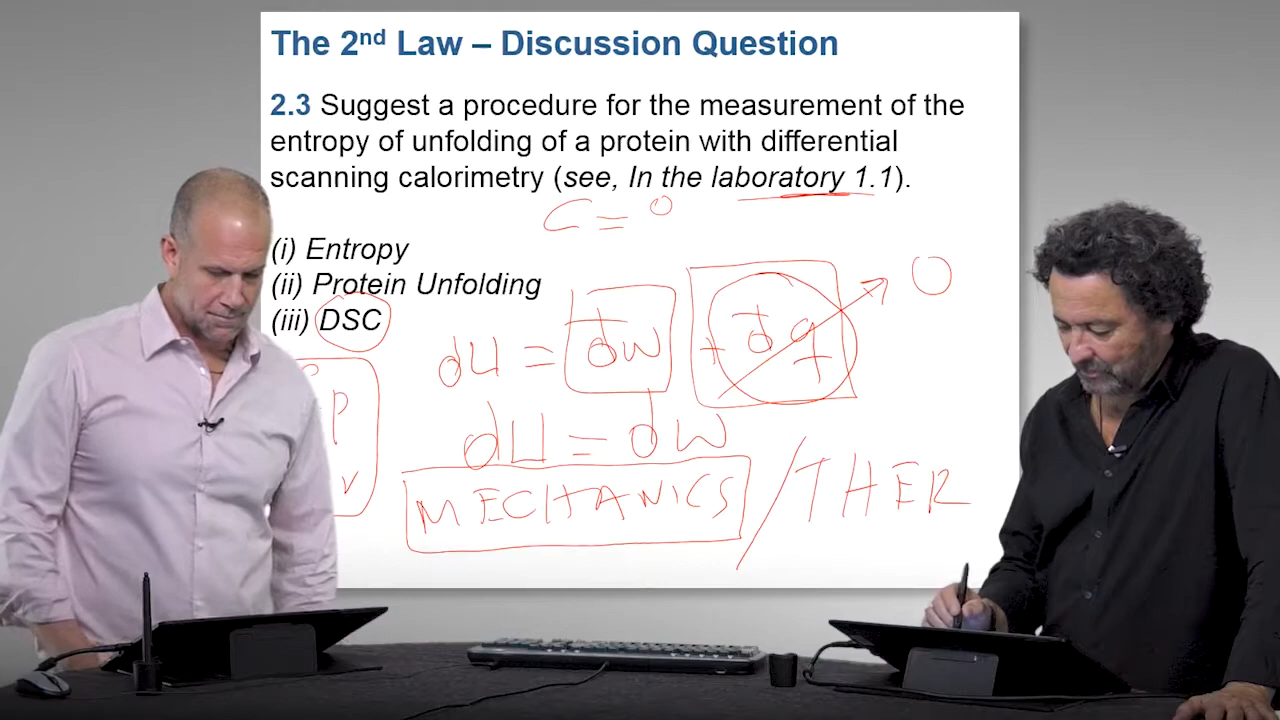 The 2nd Law – Discussion Question
2.3 Suggest a procedure for the measurement of the
entropy of unfolding of a protein with differential
scanning calorimetry (see, In the laboratory 1.1).
C = 0
(i) Entropy
(ii) Protein Unfolding
(iii) DSC
dU = đw + đq → 0
P
dU = dw
V
MECHANICS / THER